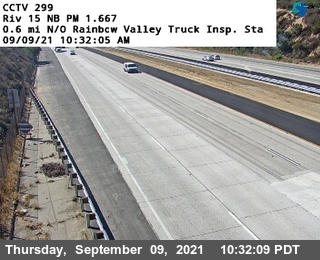 CCTV 299
Riv 15 NB PM 1.667
0.6 mi N/O Rainbow Valley Truck Insp. Sta
09/09/21 10:32:05 AM
Thursday, September 09, 2021 10:32:09 PDT